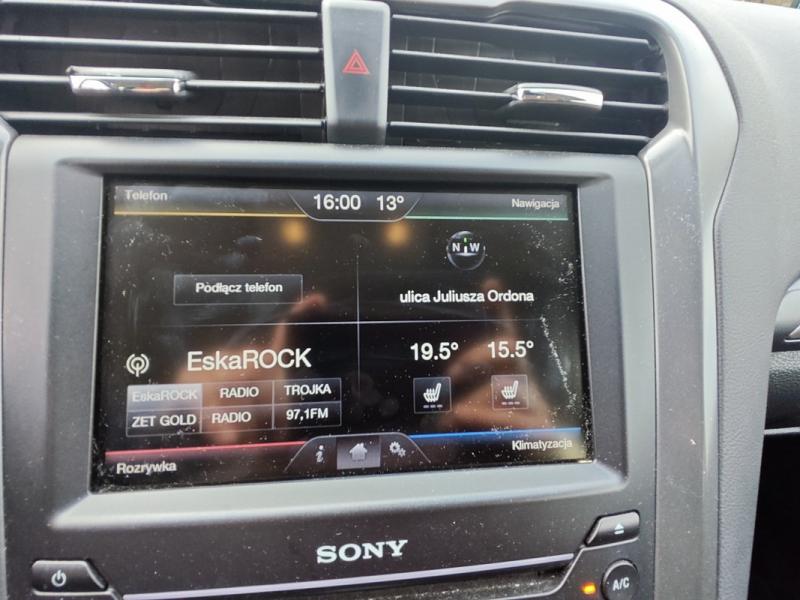 Telefon
16:00 13°
Nawigacja
N W
Podłącz telefon
ulica Juliusza Ordona
EskaROCK
19.5° 15.5°
EskaROCK RADIO TROJKA
ZET GOLD RADIO 97,1FM
i
Rozrywka
Klimatyzacja
SONY
A/C